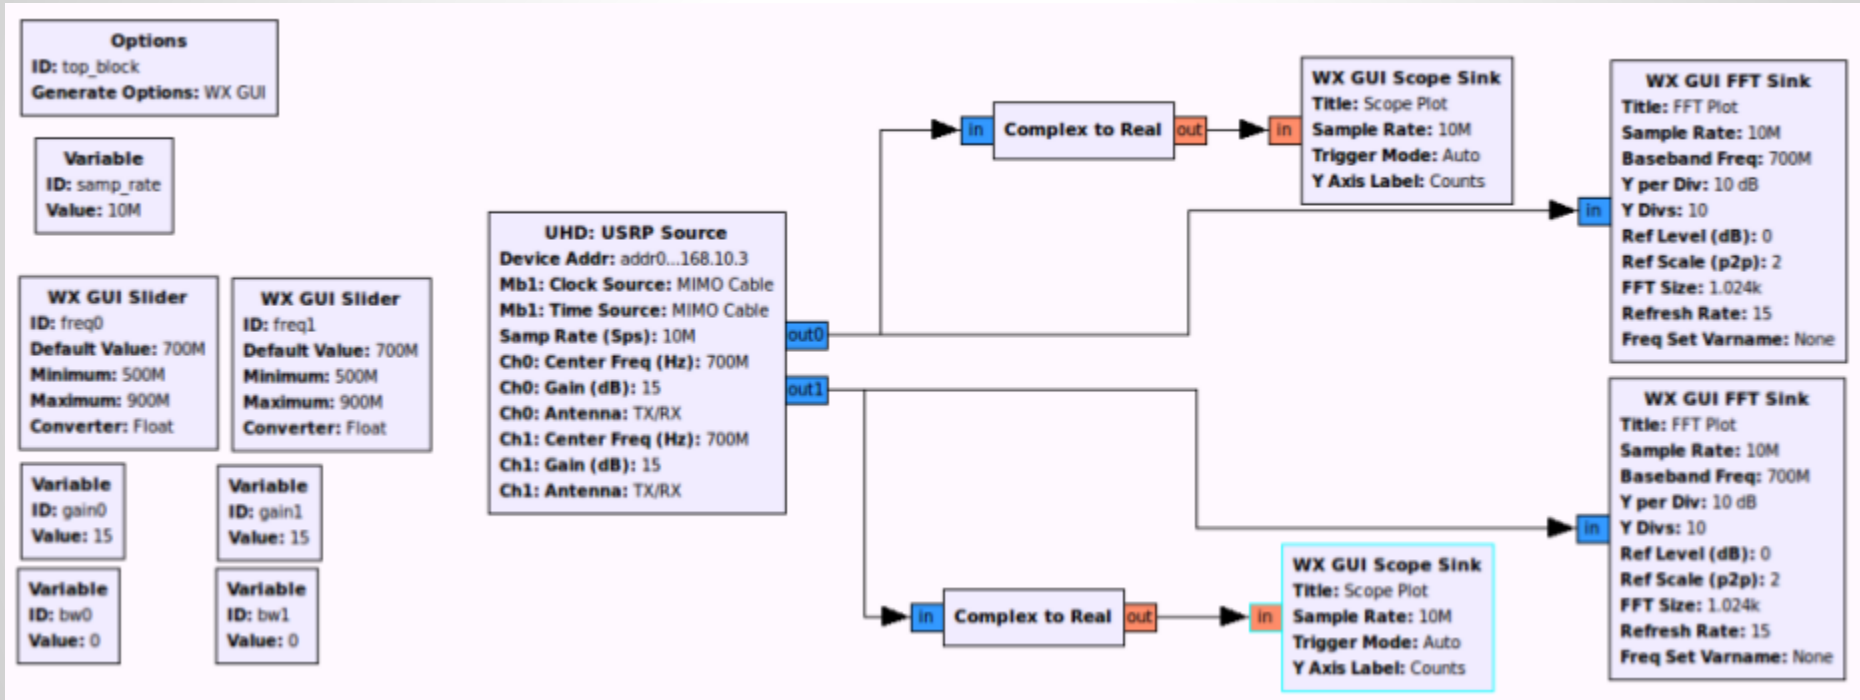 Options
ID: top_block
Generate Options: WX GUI
Variable
ID: samp_rate
Value: 10M
WX GUI Slider
ID: freq0
Default Value: 700M
Minimum: 500M
Maximum: 900M
Converter: Float
WX GUI Slider
ID: freq1
Default Value: 700M
Minimum: 500M
Maximum: 900M
Converter: Float
Variable
ID: gain0
Value: 15
Variable
ID: gain1
Value: 15
Variable
ID: bw0
Value: 0
Variable
ID: bw1
Value: 0
UHD: USRP Source
Device Addr: addr0...168.10.3
Mb1: Clock Source: MIMO Cable
Mb1: Time Source: MIMO Cable
Samp Rate (Sps): 10M
Ch0: Center Freq (Hz): 700M
Ch0: Gain (dB): 15
Ch0: Antenna: TX/RX
Ch1: Center Freq (Hz): 700M
Ch1: Gain (dB): 15
Ch1: Antenna: TX/RX
out0
out1
in
Complex to Real
out
in
WX GUI Scope Sink
Title: Scope Plot
Sample Rate: 10M
Trigger Mode: Auto
Y Axis Label: Counts
in
WX GUI FFT Sink
Title: FFT Plot
Sample Rate: 10M
Baseband Freq: 700M
Y per Div: 10 dB
Y Divs: 10
Ref Level (dB): 0
Ref Scale (p2p): 2
FFT Size: 1.024k
Refresh Rate: 15
Freq Set Varname: None
in
Complex to Real
out
in
WX GUI Scope Sink
Title: Scope Plot
Sample Rate: 10M
Trigger Mode: Auto
Y Axis Label: Counts
in
WX GUI FFT Sink
Title: FFT Plot
Sample Rate: 10M
Baseband Freq: 700M
Y per Div: 10 dB
Y Divs: 10
Ref Level (dB): 0
Ref Scale (p2p): 2
FFT Size: 1.024k
Refresh Rate: 15
Freq Set Varname: None